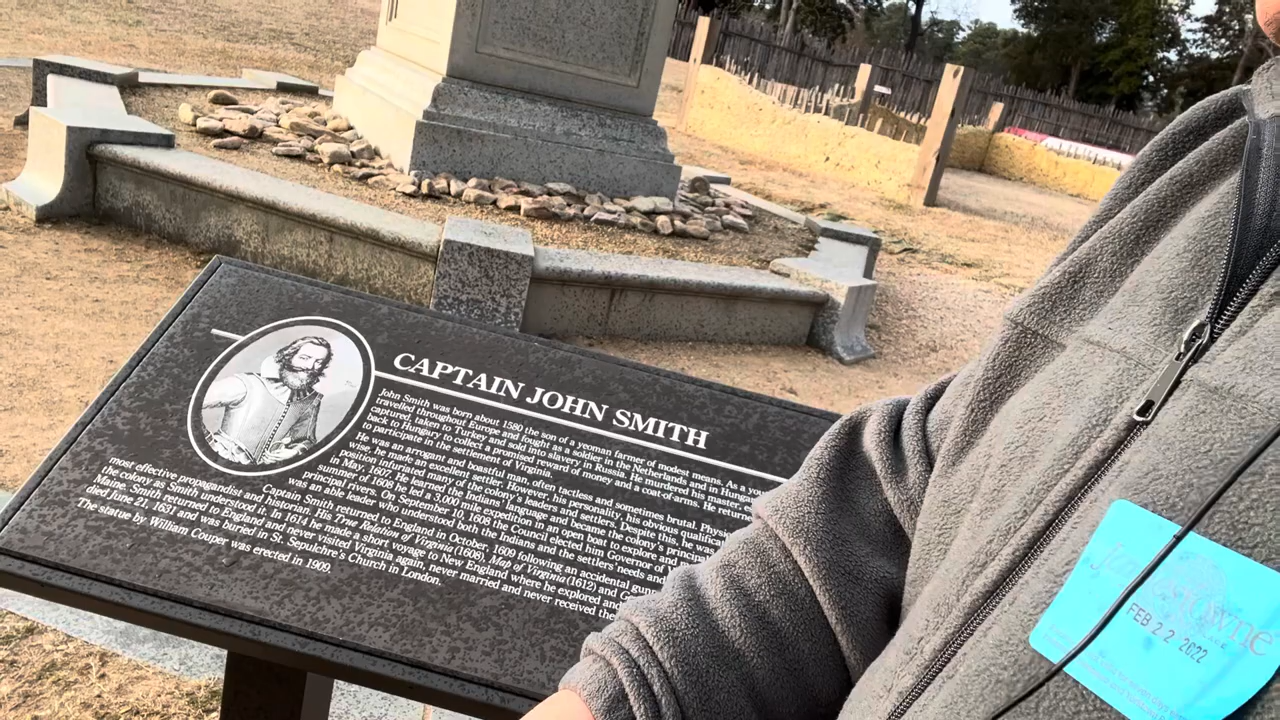 CAPTAIN JOHN SMITH
John Smith was born about 1580 the son of a yeoman farmer of modest means. As a
travelled throughout Europe and fought as a soldier in the Netherlands and in
captured, taken to Turkey and sold into slavery in Russia. He murdered his master,
back to Hungary to collect a promised reward of money and a coat-of-arms. He
to participate in the settlement of Virginia.
He was an arrogant and boastful man, often tactless and sometimes brutal.
wise, he made an excellent settler. However, his personality, his obvious
position infuriated many of the colony's leaders and settlers. Despite this, he was
in May, 1607. He learned the Indians' language and became the colony's
summer of 1608 he led a 3,000 mile expedition in an open boat to explore and
principal rivers. On September 10, 1608 the Council elected him Governor of
was an able leader who understood both the Indians and the settlers' needs and
Captain Smith returned to England in October, 1609 following an accidental
most effective propagandist and historian. His True Relation of Virginia (1608), Map of Virginia (1612) and
the colony as Smith understood it. In 1614 he made a short voyage to New England where he explored and
Maine. Smith returned to England and never visited Virginia again, never married and never received the
died June 21, 1631 and was buried in St. Sepulchre's Church in London.
The statue by William Couper was erected in 1909.
FEB 22 2022